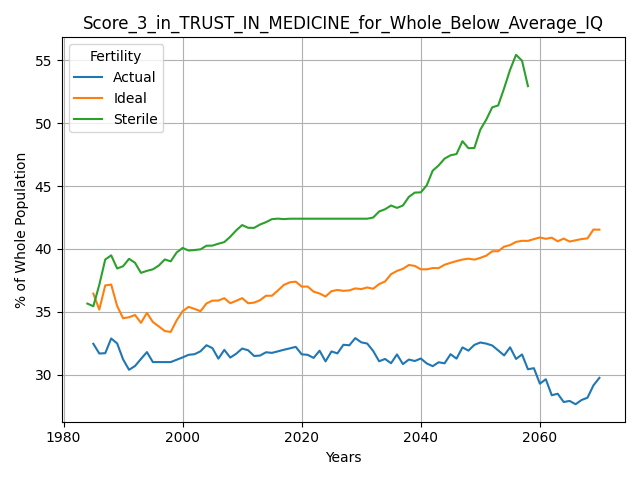 Score_3_in_TRUST_IN_MEDICINE_for_Whole_Below_Average_IQ
Fertility
Actual
Ideal
Sterile
% of Whole Population
55
50
45
40
35
30
1980
2000
2020
2040
2060
Years